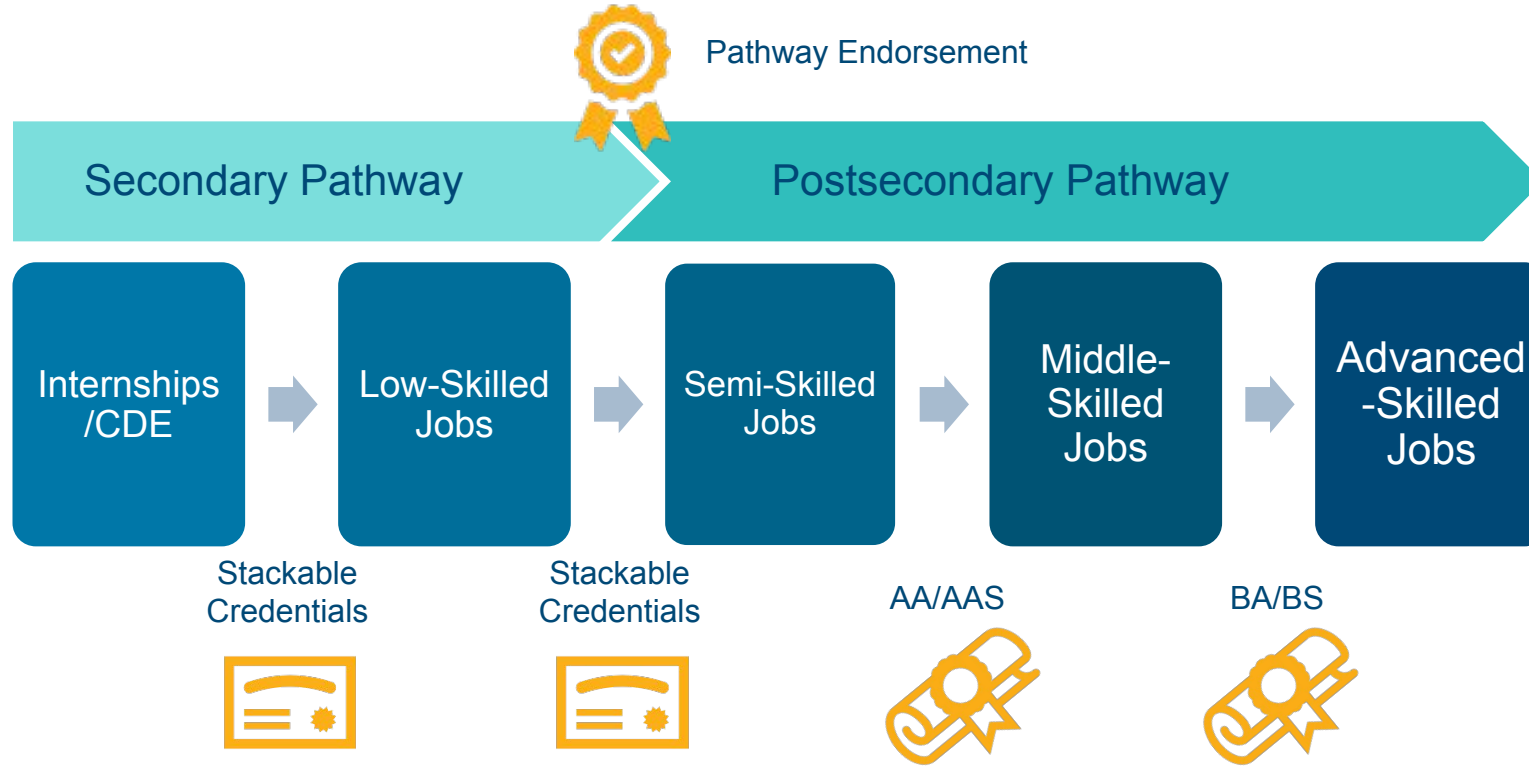 Pathway Endorsement
Secondary Pathway
Postsecondary Pathway
Internships
/CDE
Low-Skilled
Jobs
Semi-Skilled
Jobs
Middle-
Skilled
Jobs
Advanced
-Skilled
Jobs
Stackable
Credentials
Stackable
Credentials
AA/AAS
BA/BS